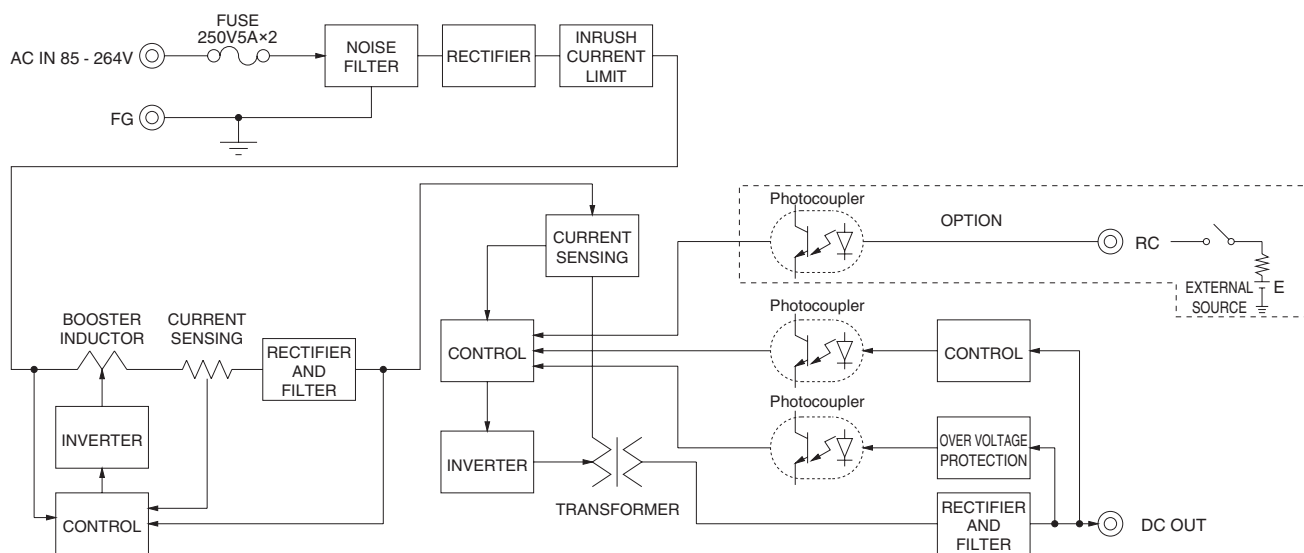 FUSE
250V5A×2
AC IN 85 - 264V
NOISE
FILTER
RECTIFIER
INRUSH
CURRENT
LIMIT
FG
Photocoupler
OPTION
RC
CURRENT
SENSING
EXTERNAL
SOURCE
E
BOOSTER
INDUCTOR
CURRENT
SENSING
RECTIFIER
AND
FILTER
CONTROL
Photocoupler
CONTROL
INVERTER
INVERTER
TRANSFORMER
Photocoupler
OVER VOLTAGE
PROTECTION
CONTROL
RECTIFIER
AND
FILTER
DC OUT